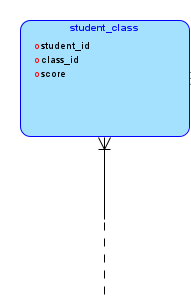 student_class
o student_id
o class_id
o score